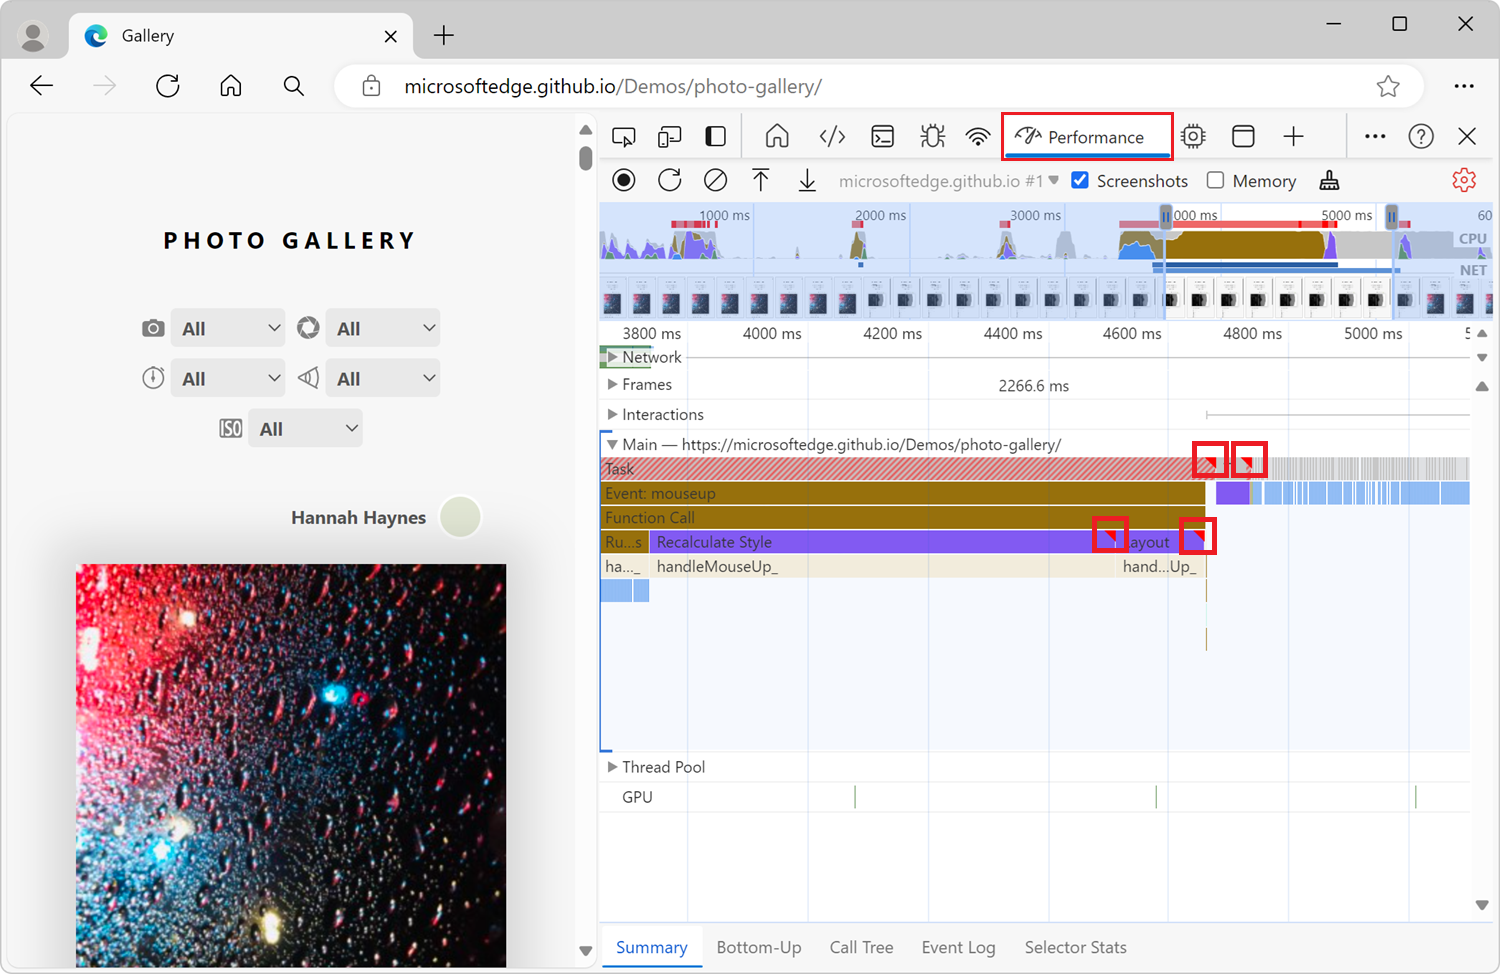 Gallery
microsoftedge.github.io/Demos/photo-gallery/
PHOTO GALLERY
All All
All All
ISO All
Hannah Haynes
Performance
microsoftedge.github.io #1 Screenshots Memory
1000 ms 2000 ms 3000 ms 000 ms 5000 ms 60
CPU
NET
3800 ms 4000 ms 4200 ms 4400 ms 4600 ms 4800 ms 5000 ms 5
Network
Frames 2266.6 ms
Interactions
Main — https://microsoftedge.github.io/Demos/photo-gallery/
Task
Event: mouseup
Function Call
Ru...s Recalculate Style ayout
ha..._ handleMouseUp_ hand...Up_
Thread Pool
GPU
Summary Bottom-Up Call Tree Event Log Selector Stats